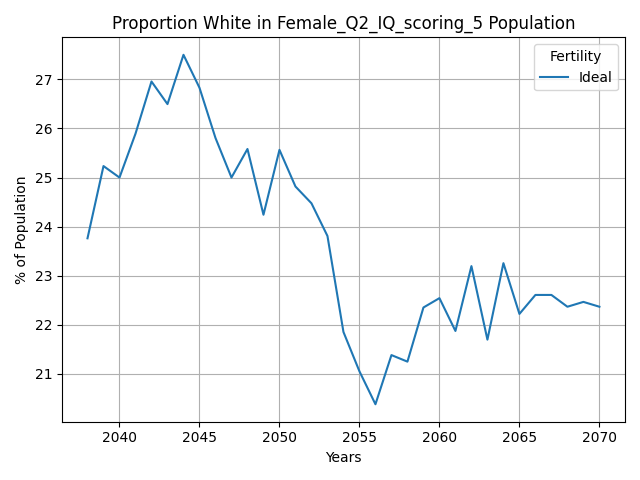 Proportion White in Female_Q2_IQ_scoring_5 Population
Fertility
Ideal
% of Population
27
26
25
24
23
22
21
2040 2045 2050 2055 2060 2065 2070
Years